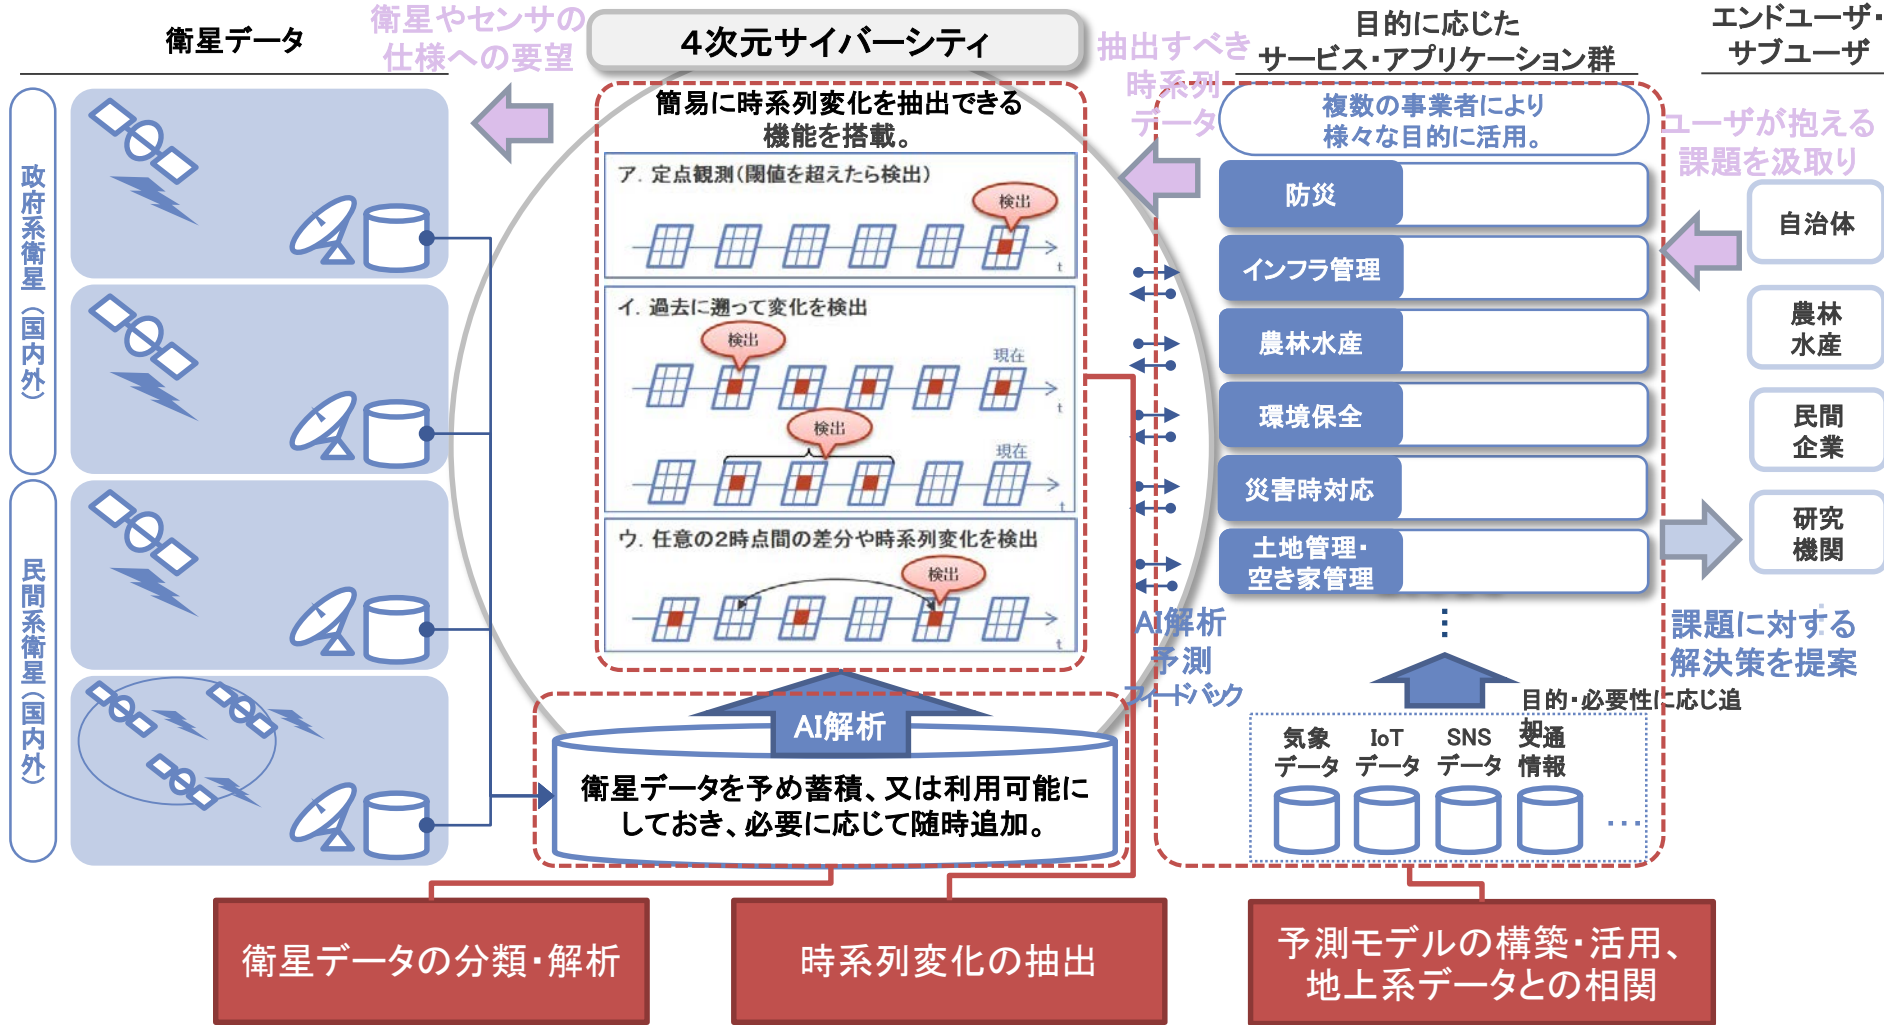 衛星データ
衛星やセンサの
仕様への要望
4次元サイバーシティ
抽出すべき
時系列
データ
目的に応じた
サービス・アプリケーション群
エンドユーザ・
サブユーザ
政府系衛星（国内外）
民間系衛星（国内外）
簡易に時系列変化を抽出できる
機能を搭載。
ア．定点観測（閾値を超えたら検出）
検出
t
イ．過去に遡って変化を検出
検出
現在
t
検出
現在
t
ウ．任意の2時点間の差分や時系列変化を検出
検出
t
AI解析
衛星データを予め蓄積、又は利用可能に
しておき、必要に応じて随時追加。
複数の事業者により
様々な目的に活用。
防災
インフラ管理
農林水産
環境保全
災害時対応
土地管理・
空き家管理
⋮
AI解析
予測
フィードバック
目的・必要性に応じ追
加
気象
データ
IoT
データ
SNS
データ
交通
情報
…
ユーザが抱える
課題を汲取り
自治体
農林
水産
民間
企業
研究
機関
⋮
課題に対する
解決策を提案
衛星データの分類・解析
時系列変化の抽出
予測モデルの構築・活用、
地上系データとの相関